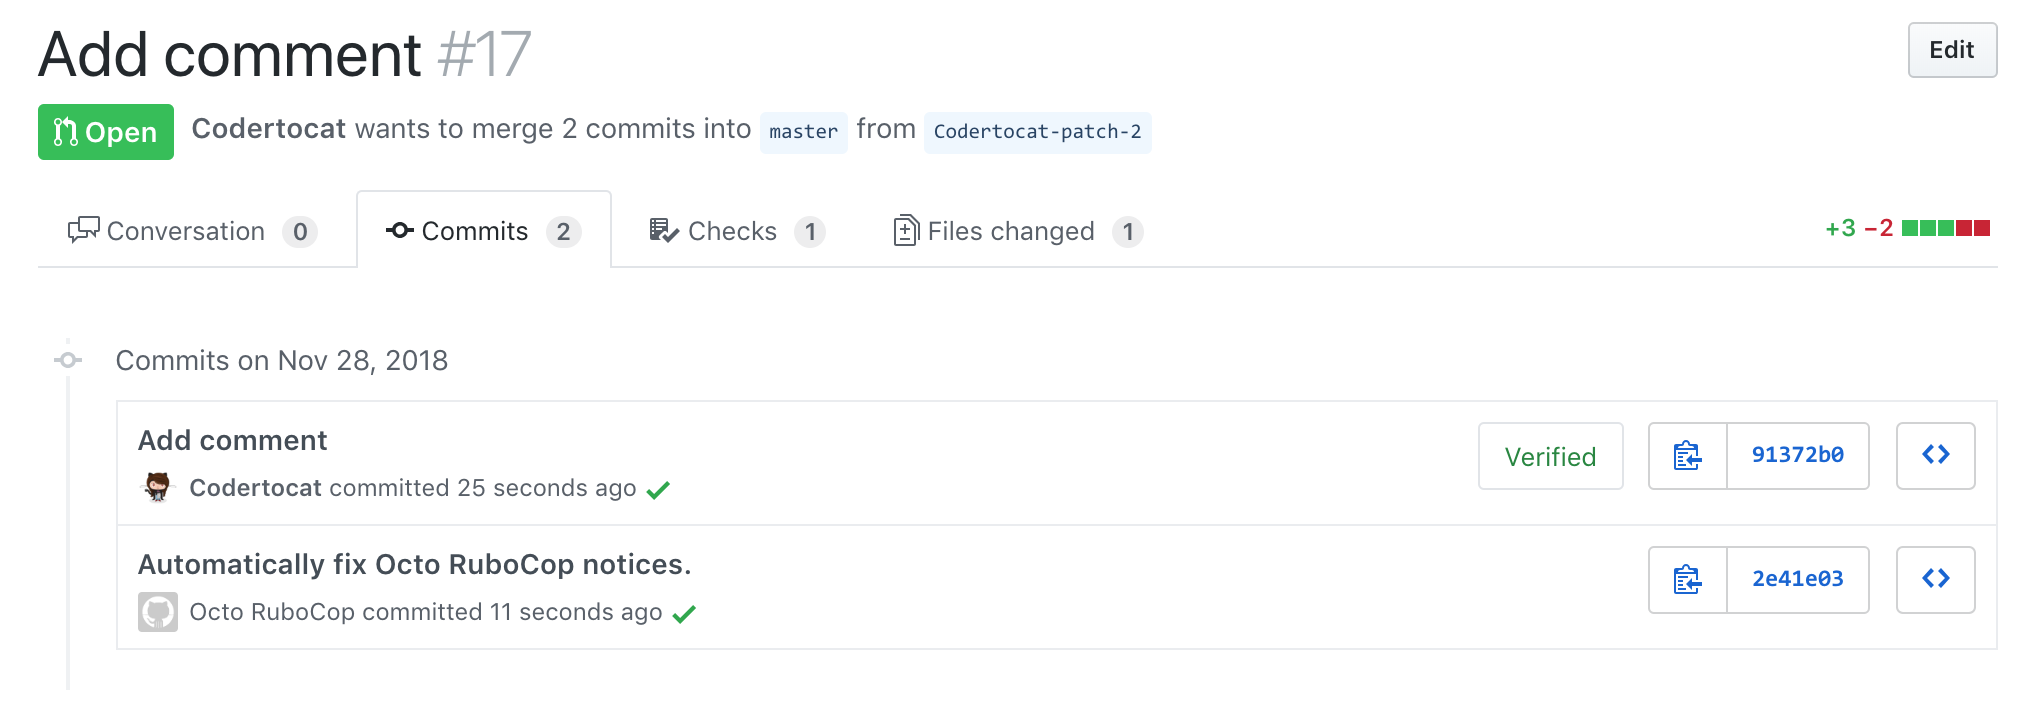 Add comment #17
Edit
Open Codertocat wants to merge 2 commits into master from Codertocat-patch-2
Conversation 0 Commits 2 Checks 1 Files changed 1 +3 −2
Commits on Nov 28, 2018
Add comment
Codertocat committed 25 seconds ago
Verified 91372b0
Automatically fix Octo RuboCop notices.
Octo RuboCop committed 11 seconds ago
2e41e03